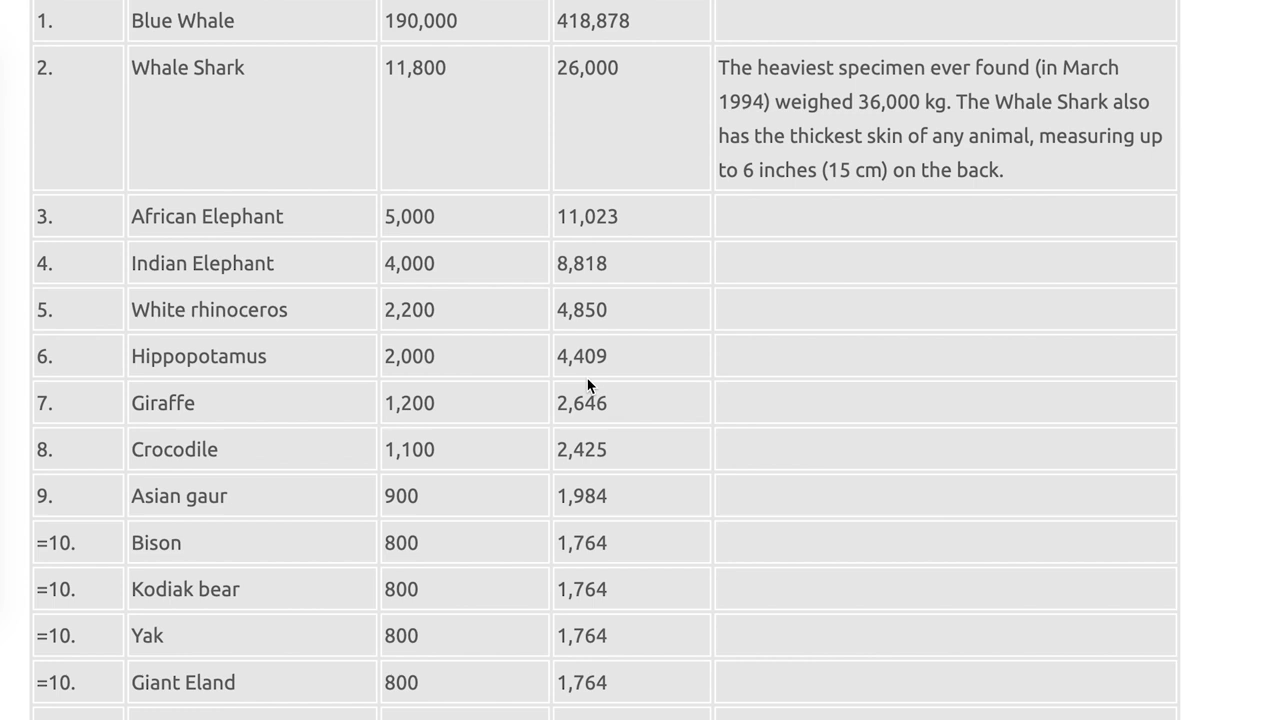 1. Blue Whale 190,000 418,878
2. Whale Shark 11,800 26,000 The heaviest specimen ever found (in March
1994) weighed 36,000 kg. The Whale Shark also
has the thickest skin of any animal, measuring up
to 6 inches (15 cm) on the back.
3. African Elephant 5,000 11,023
4. Indian Elephant 4,000 8,818
5. White rhinoceros 2,200 4,850
6. Hippopotamus 2,000 4,409
7. Giraffe 1,200 2,646
8. Crocodile 1,100 2,425
9. Asian gaur 900 1,984
=10. Bison 800 1,764
=10. Kodiak bear 800 1,764
=10. Yak 800 1,764
=10. Giant Eland 800 1,764